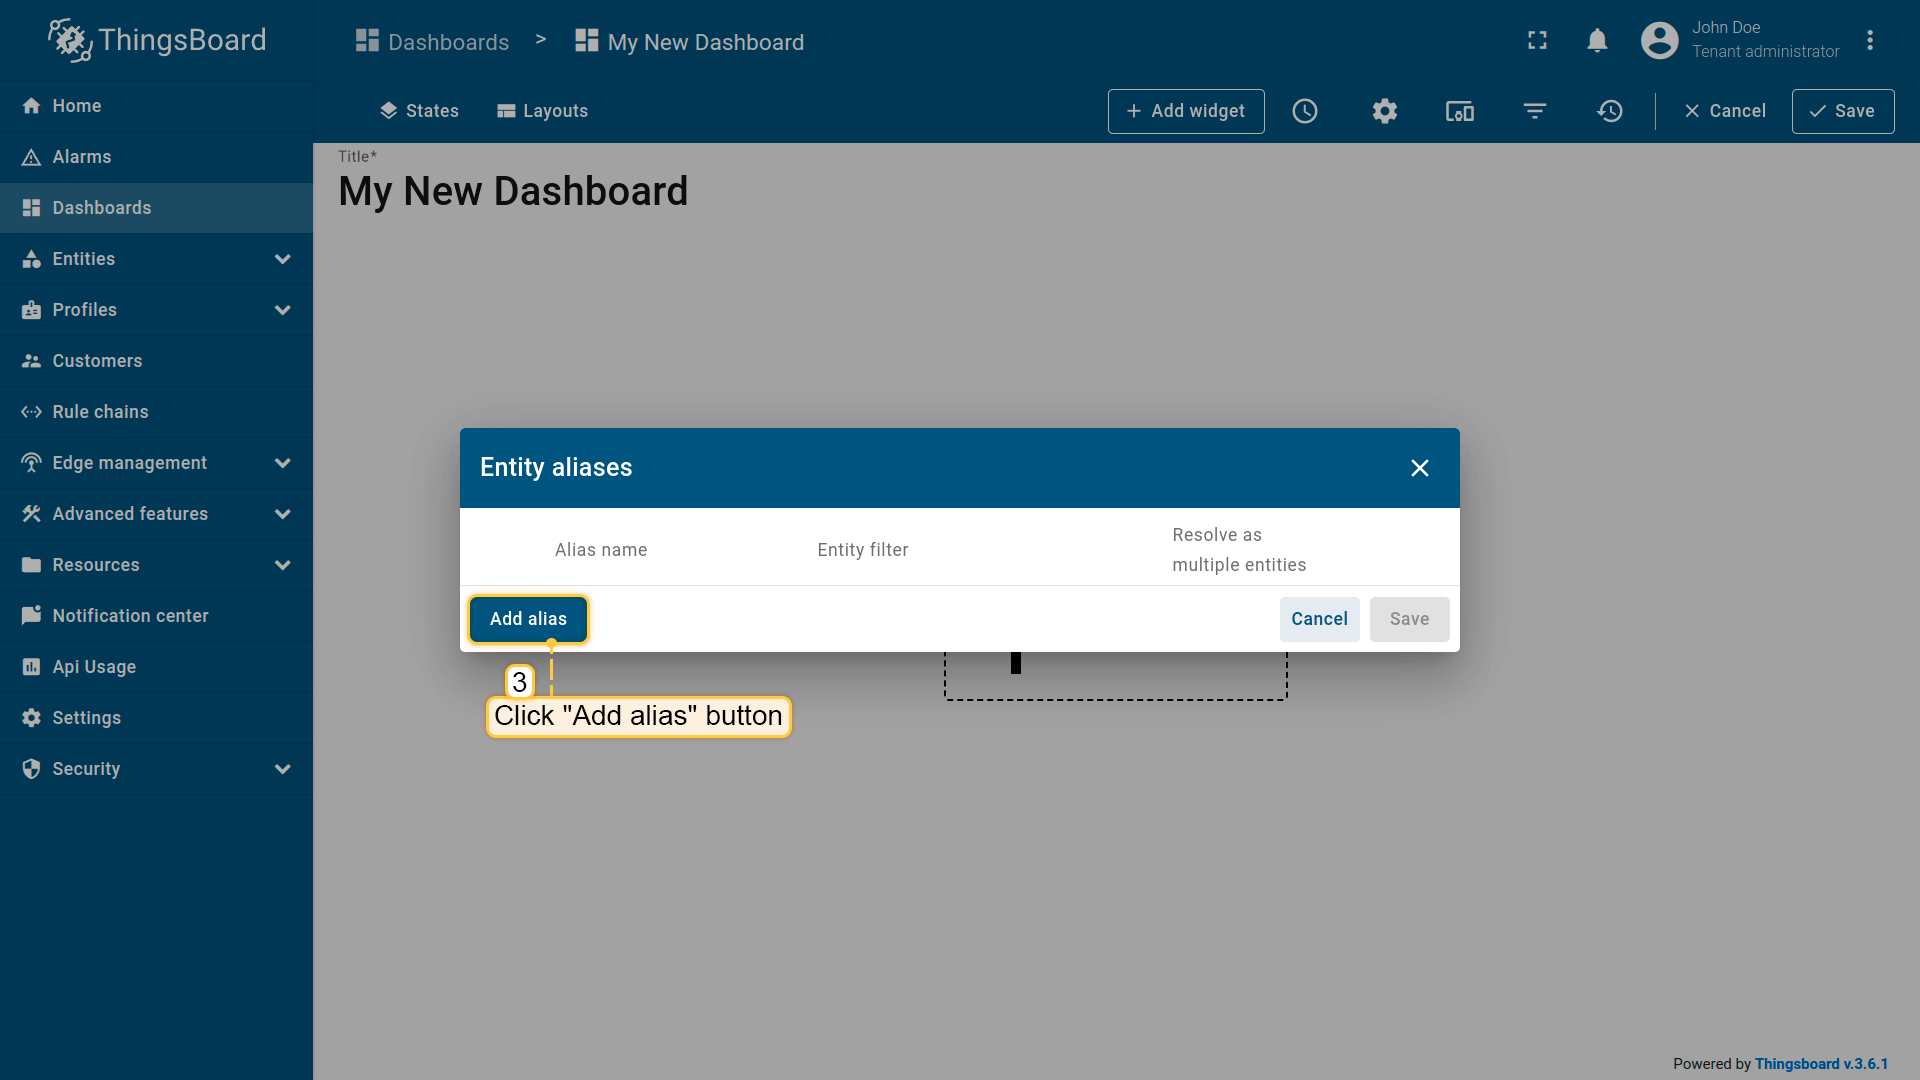 ThingsBoard
Dashboards > My New Dashboard
John Doe
Tenant administrator
Home
Alarms
Dashboards
Entities
Profiles
Customers
Rule chains
Edge management
Advanced features
Resources
Notification center
Api Usage
Settings
Security
States
Layouts
+ Add widget
Cancel
Save
Title*
My New Dashboard
Entity aliases
Alias name
Entity filter
Resolve as
multiple entities
Add alias
Cancel
Save
3
Click "Add alias" button
Powered by Thingsboard v.3.6.1